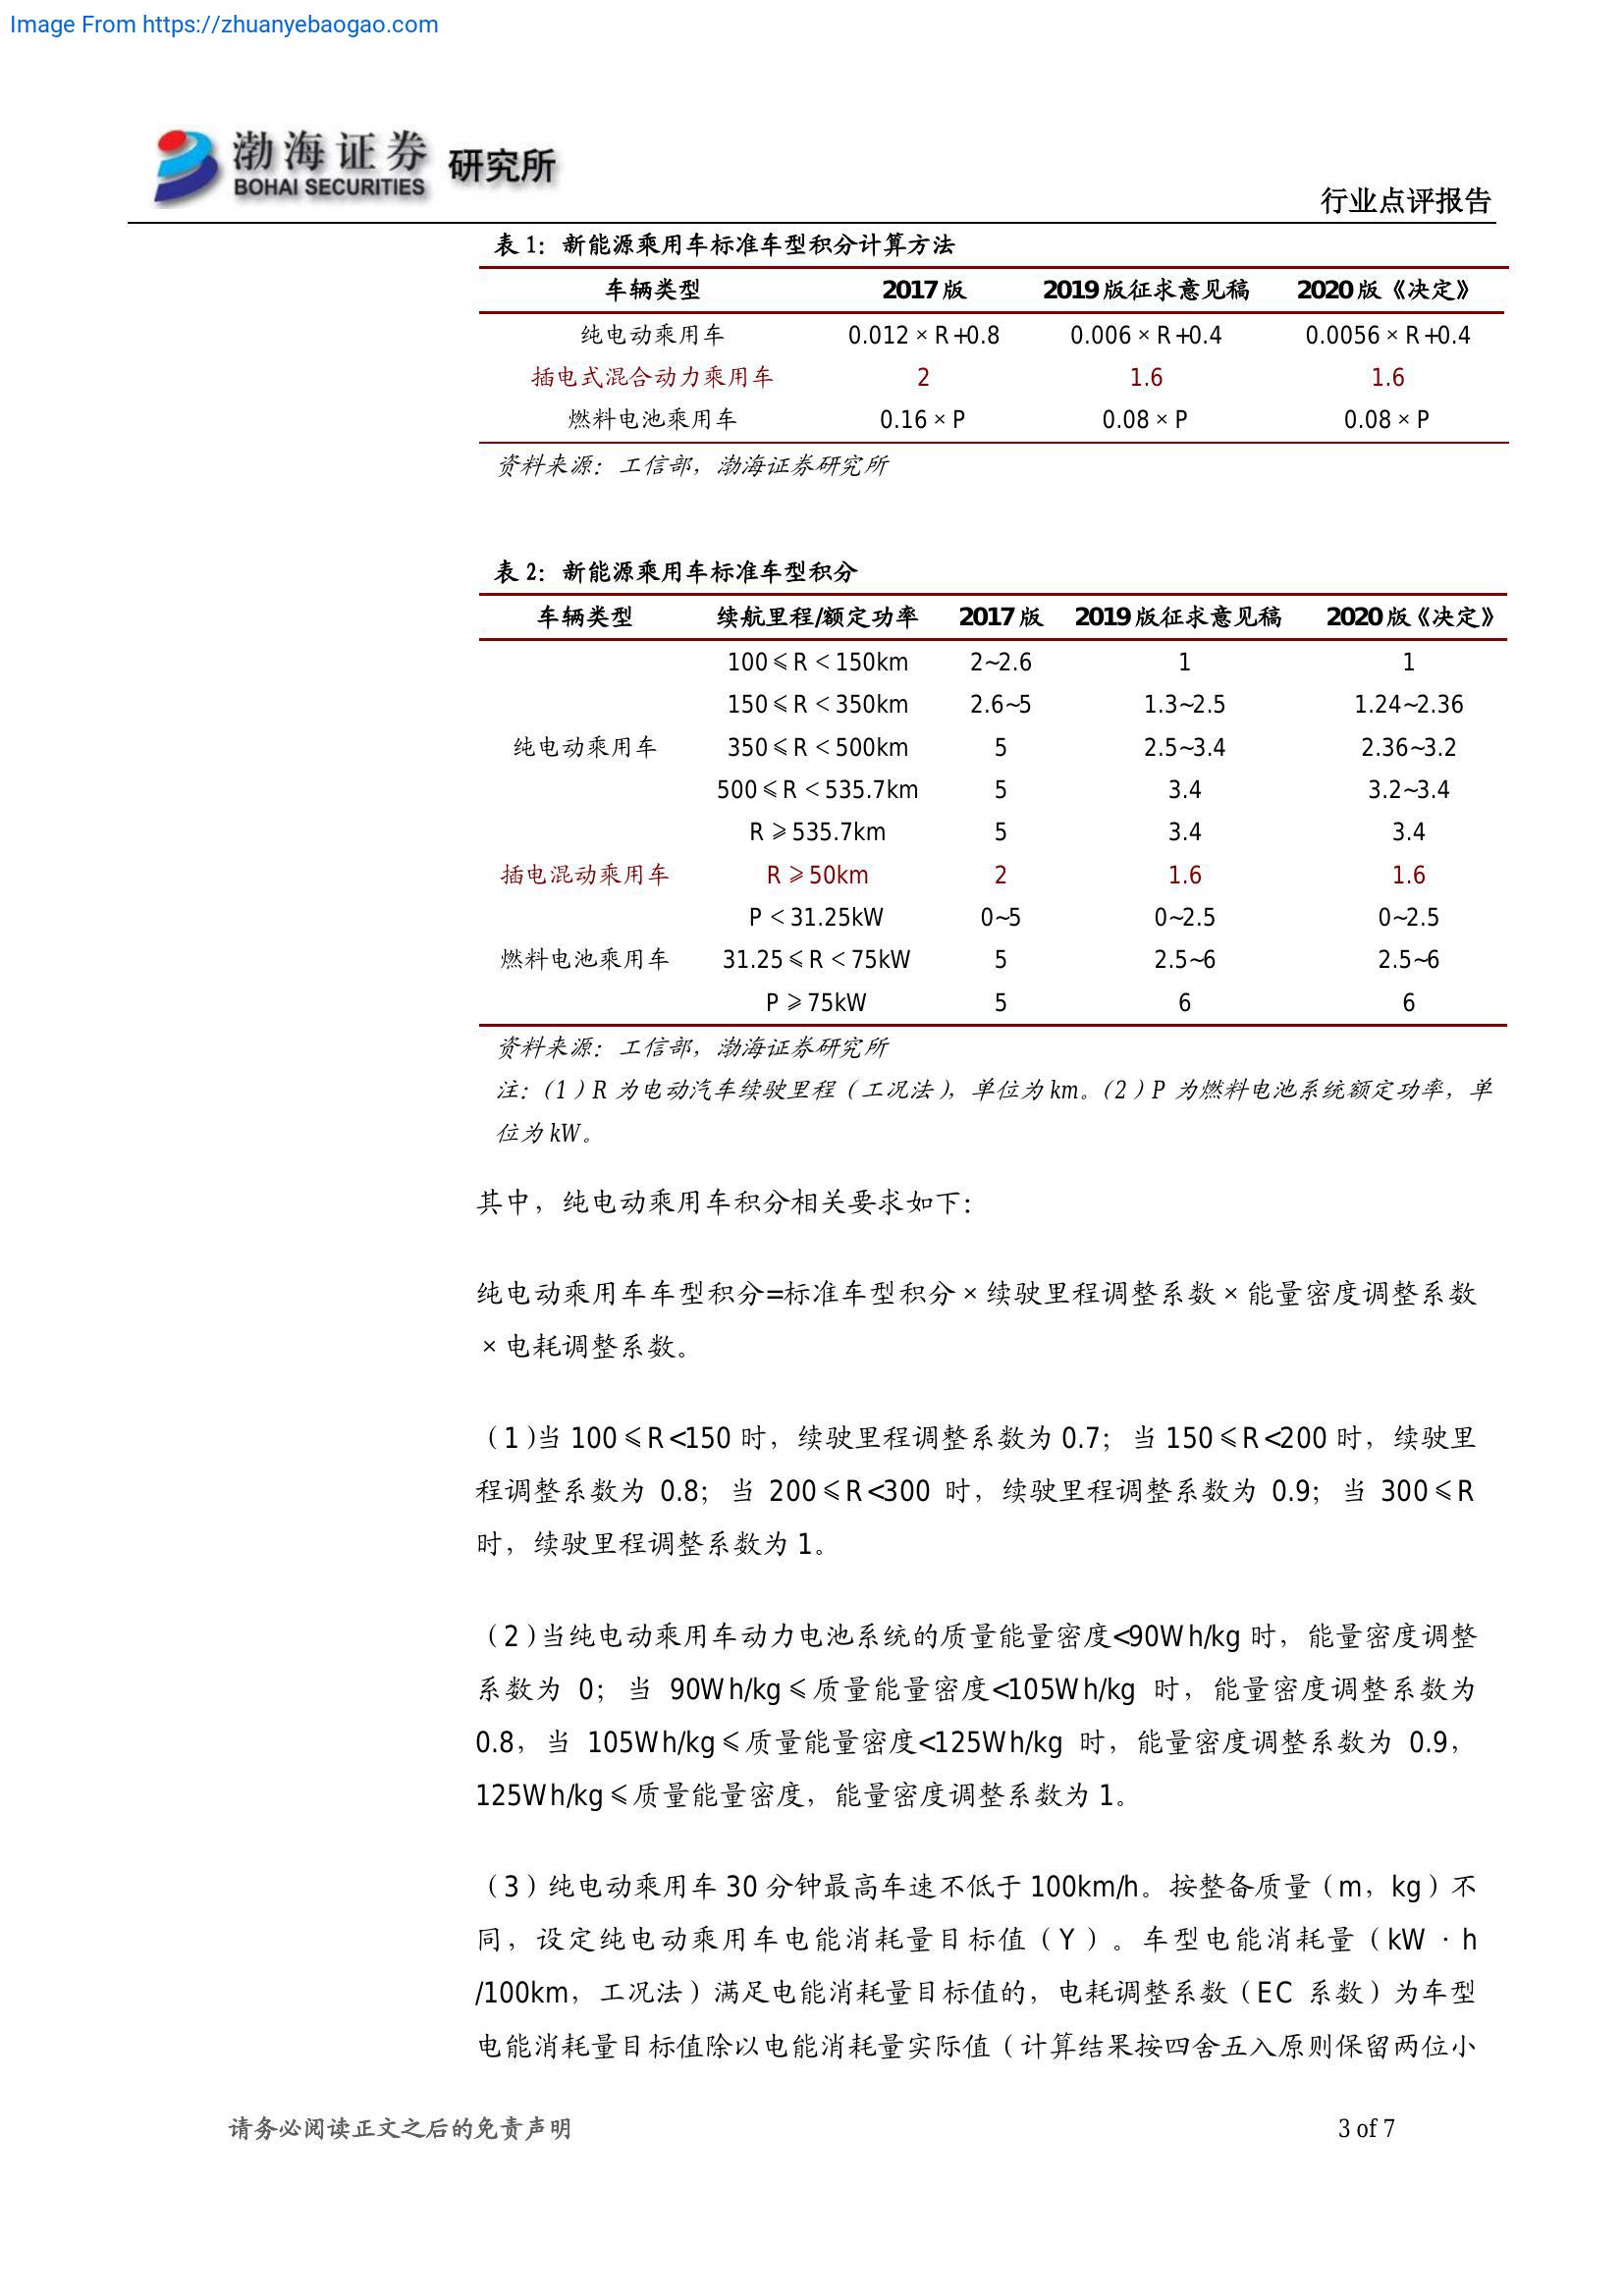 Image From https://zhuanyebaogao.com
渤海证券 研究所
BOHAI SECURITIES
行业点评报告
表 1：新能源乘用车标准车型积分计算方法
车辆类型 2017 版 2019 版征求意见稿 2020 版《决定》
纯电动乘用车 0.012×R+0.8 0.006×R+0.4 0.0056×R+0.4
插电式混合动力乘用车 2 1.6 1.6
燃料电池乘用车 0.16×P 0.08×P 0.08×P
资料来源：工信部，渤海证券研究所
表 2：新能源乘用车标准车型积分
车辆类型 续航里程/额定功率 2017 版 2019 版征求意见稿 2020 版《决定》
100≤R＜150km 2~2.6 1 1
150≤R＜350km 2.6~5 1.3~2.5 1.24~2.36
纯电动乘用车 350≤R＜500km 5 2.5~3.4 2.36~3.2
500≤R＜535.7km 5 3.4 3.2~3.4
R≥535.7km 5 3.4 3.4
插电混动乘用车 R≥50km 2 1.6 1.6
P＜31.25kW 0~5 0~2.5 0~2.5
燃料电池乘用车 31.25≤R＜75kW 5 2.5~6 2.5~6
P≥75kW 5 6 6
资料来源：工信部，渤海证券研究所
注：（1）R 为电动汽车续驶里程（工况法），单位为 km。（2）P 为燃料电池系统额定功率，单
位为 kW。
其中，纯电动乘用车积分相关要求如下：
纯电动乘用车车型积分=标准车型积分×续驶里程调整系数×能量密度调整系数
×电耗调整系数。
（1）当 100≤R<150 时，续驶里程调整系数为 0.7；当 150≤R<200 时，续驶里
程调整系数为 0.8；当 200≤R<300 时，续驶里程调整系数为 0.9；当 300≤R
时，续驶里程调整系数为 1。
（2）当纯电动乘用车动力电池系统的质量能量密度<90Wh/kg 时，能量密度调整
系数为 0；当 90Wh/kg≤质量能量密度<105Wh/kg 时，能量密度调整系数为
0.8，当 105Wh/kg≤质量能量密度<125Wh/kg 时，能量密度调整系数为 0.9，
125Wh/kg≤质量能量密度，能量密度调整系数为 1。
（3）纯电动乘用车 30 分钟最高车速不低于 100km/h。按整备质量（m，kg）不
同，设定纯电动乘用车电能消耗量目标值（Y）。车型电能消耗量（kW·h
/100km，工况法）满足电能消耗量目标值的，电耗调整系数（EC 系数）为车型
电能消耗量目标值除以电能消耗量实际值（计算结果按四舍五入原则保留两位小
请务必阅读正文之后的免责声明 3 of 7